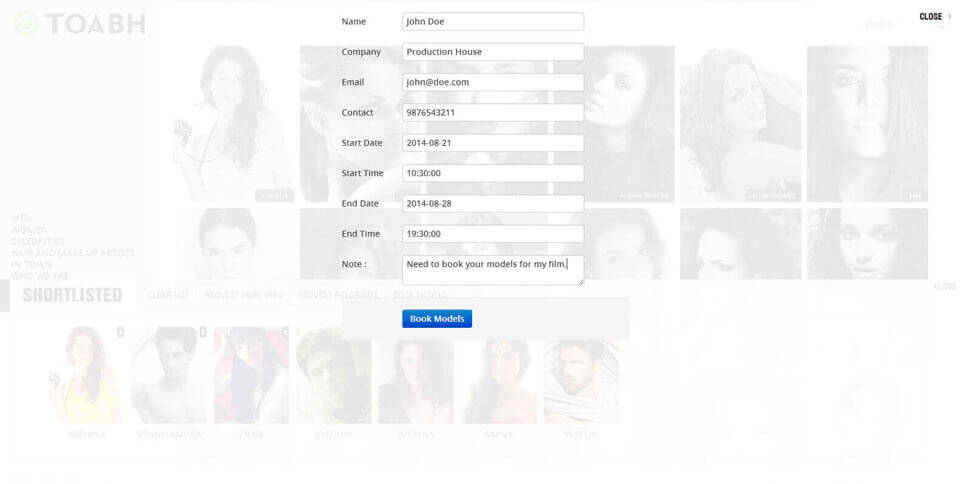 TOABH
CLOSE
Name
John Doe
Company
Production House
Email
john@doe.com
Contact
9876543211
Start Date
2014-08-21
Start Time
10:30:00
End Date
2014-08-28
End Time
19:30:00
Note :
Need to book your models for my film.
Book Models
MEN
WOMEN
CELEBRITIES
HAIR AND MAKE UP ARTISTS
IN TOWN
WHO WE ARE
CLOSE
SHORTLISTED
CLEAR LIST
REQUEST MORE INFO
REQUEST POLAROIDS
BOOK MODELS
ADRIANA
BRUNO AMURA
ERIKA
JOAQUIN
JUSTYNA